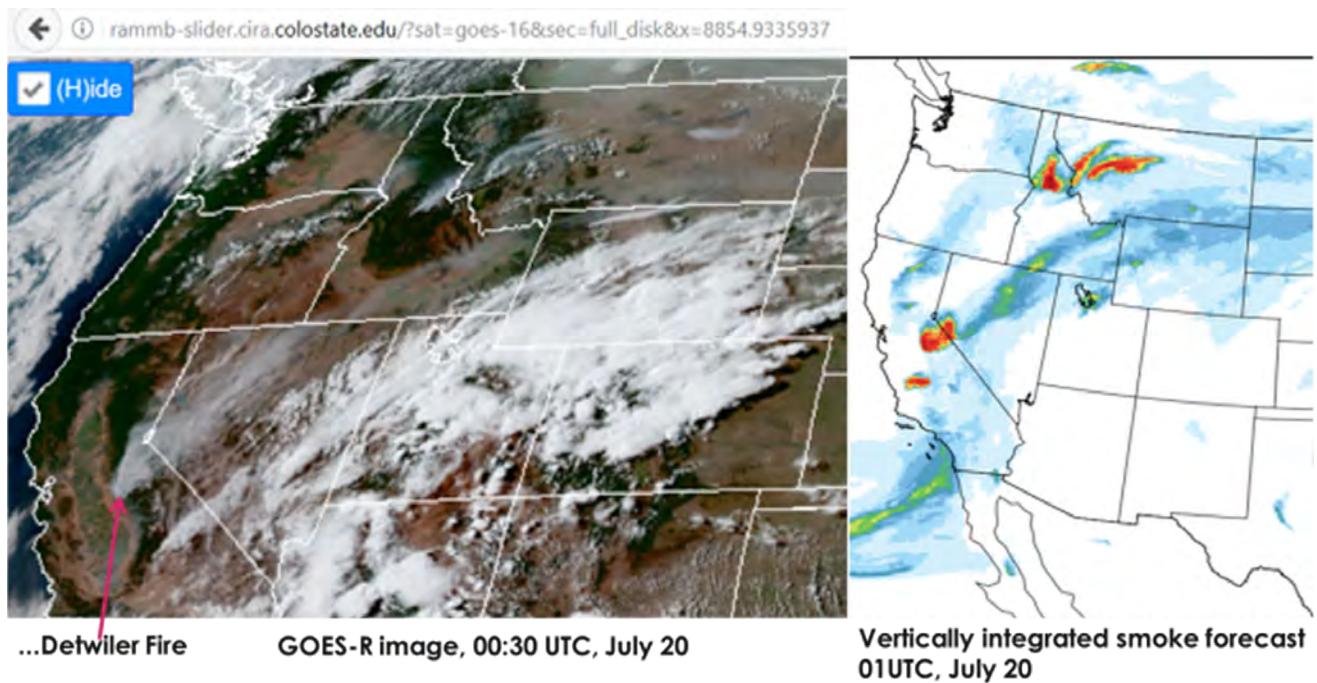 rammb-slider.cira.colostate.edu/?sat=goes-16&sec=full_disk&x=8854.9335937
(H)ide
...Detwiler Fire
GOES-R image, 00:30 UTC, July 20
Vertically integrated smoke forecast
01UTC, July 20